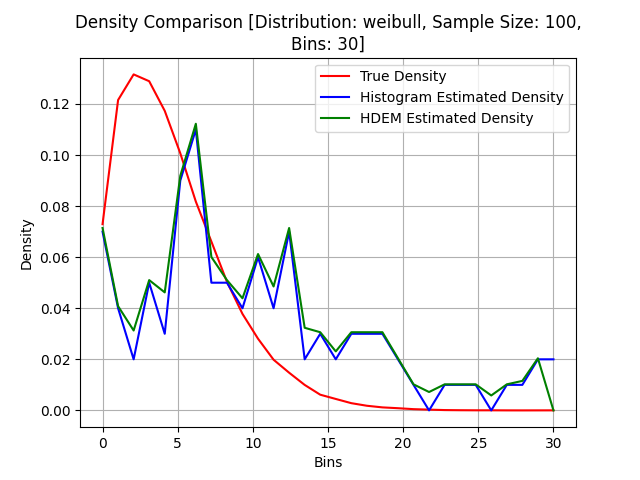 Density Comparison [Distribution: weibull, Sample Size: 100,
Bins: 30]
True Density
Histogram Estimated Density
HDEM Estimated Density
Density
0.12
0.10
0.08
0.06
0.04
0.02
0.00
0 5 10 15 20 25 30
Bins